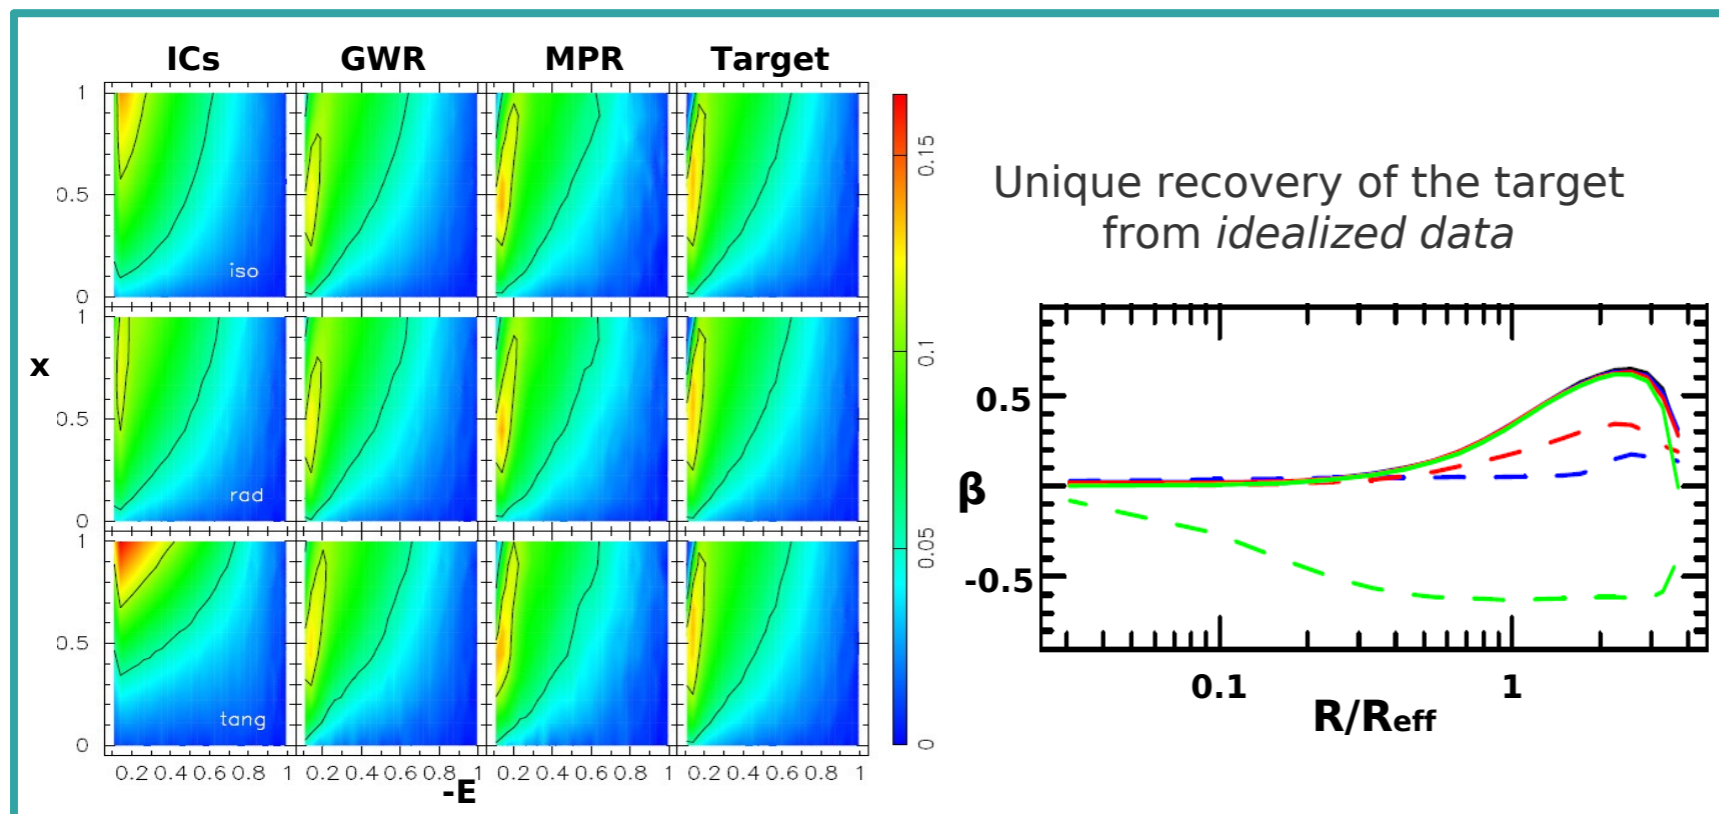 ICs GWR MPR Target
1
0.5
0
iso
1
0.5
0
rad
x
1
0.5
0
tang
0.2 0.4 0.6 0.8 1 0.2 0.4 0.6 0.8 1 0.2 0.4 0.6 0.8 1 0.2 0.4 0.6 0.8 1
-E
0.15
0.1
0.05
0
Unique recovery of the target
from idealized data
0.5
β
-0.5
0.1 1
R/Reff